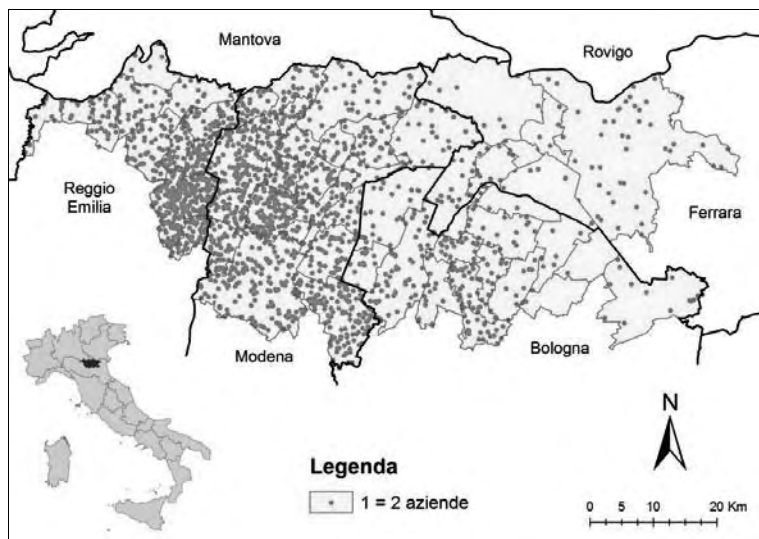 Mantova
Rovigo
Reggio
Emilia
Ferrara
Modena
Bologna
N
Legenda
1 = 2 aziende
0 5 10 20 Km